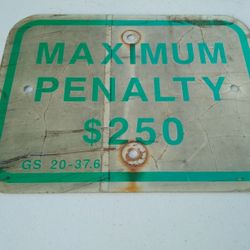 MAXIMUM
PENALTY
$250
GS 20-37.6